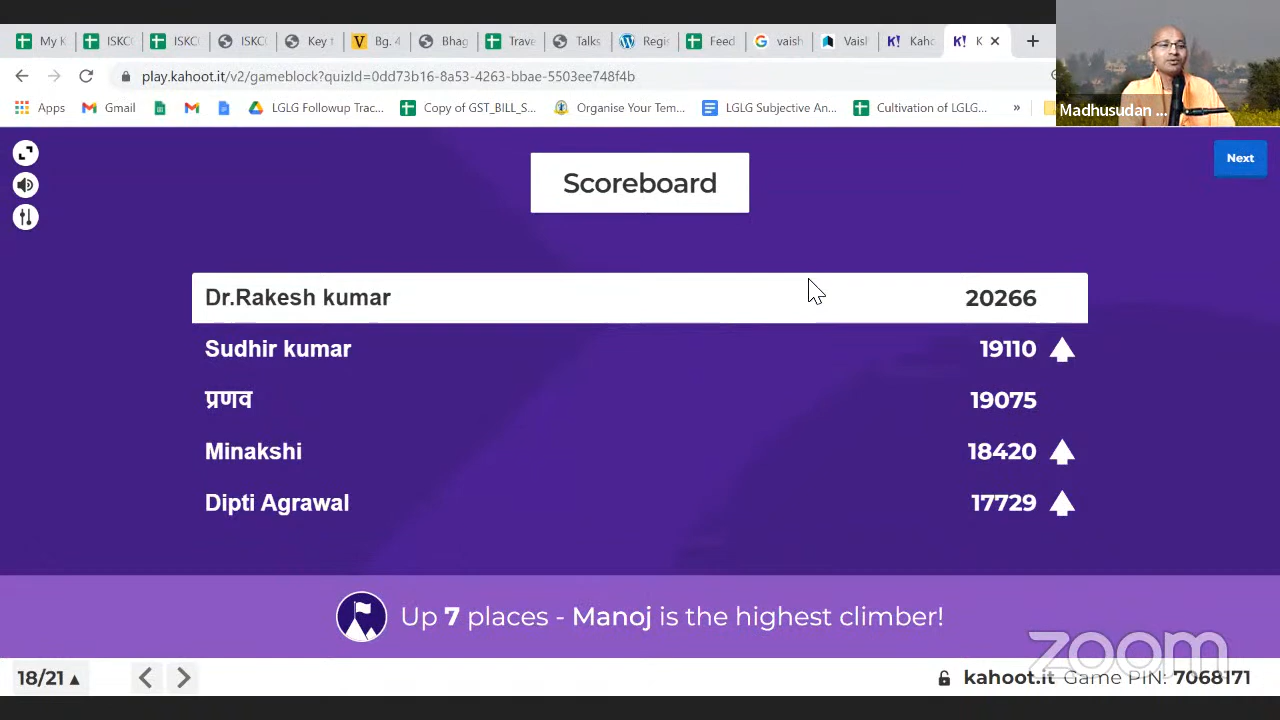 My K ISKC ISKC ISKC Key t Bg. 4 Bhag Trave Talks Regis Feed vaish Vaish Kaho K
play.kahoot.it/v2/gameblock?quizId=0dd73b16-8a53-4263-bbae-5503ee748f4b
Apps Gmail LGLG Followup Trac... Copy of GST_BILL_S... Organise Your Tem... LGLG Subjective An... Cultivation of LGLG... »
Madhusudan ...
Next
Scoreboard
Dr.Rakesh kumar 20266
Sudhir kumar 19110
प्रणव 19075
Minakshi 18420
Dipti Agrawal 17729
Up 7 places - Manoj is the highest climber!
zoom
18/21 kahoot.it Game PIN: 7068171